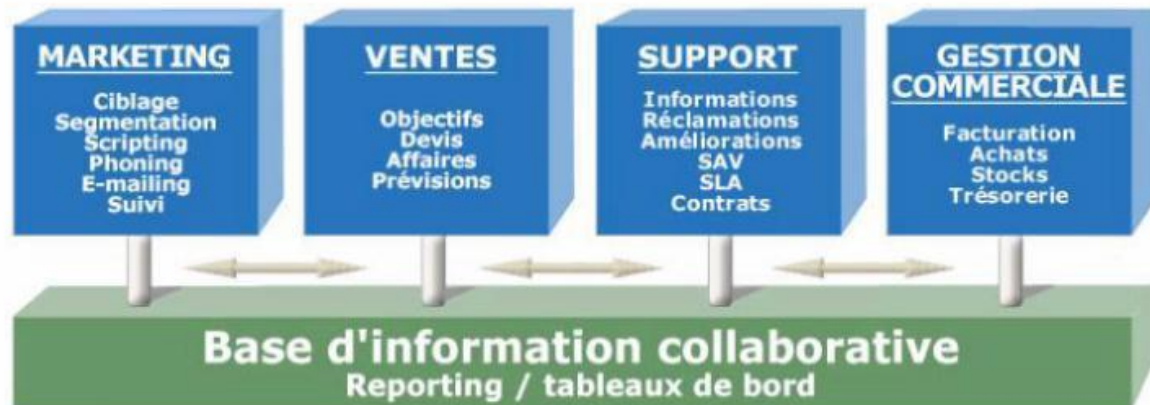 MARKETING
Ciblage
Segmentation
Scripting
Phoning
E-mailing
Suivi
VENTES
Objectifs
Devis
Affaires
Prévisions
SUPPORT
Informations
Réclamations
Améliorations
SAV
SLA
Contrats
GESTION
COMMERCIALE
Facturation
Achats
Stocks
Trésorerie
Base d'information collaborative
Reporting / tableaux de bord